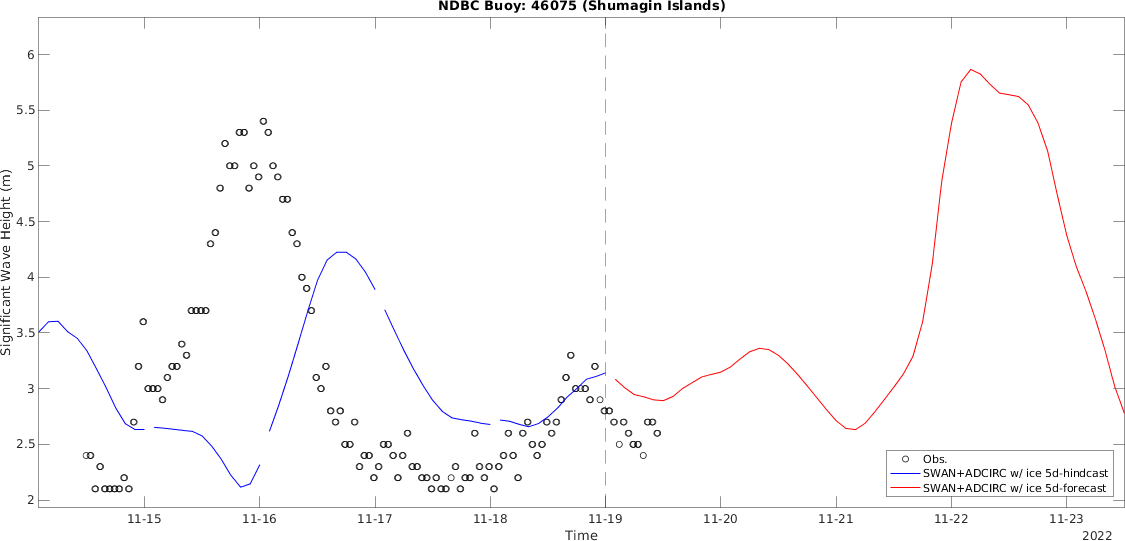 NDBC Buoy: 46075 (Shumagin Islands)
Significant Wave Height (m)
6
5.5
5
4.5
4
3.5
3
2.5
2
Obs.
SWAN+ADCIRC w/ ice 5d-hindcast
SWAN+ADCIRC w/ ice 5d-forecast
11-15 11-16 11-17 11-18 11-19 11-20 11-21 11-22 11-23
Time
2022